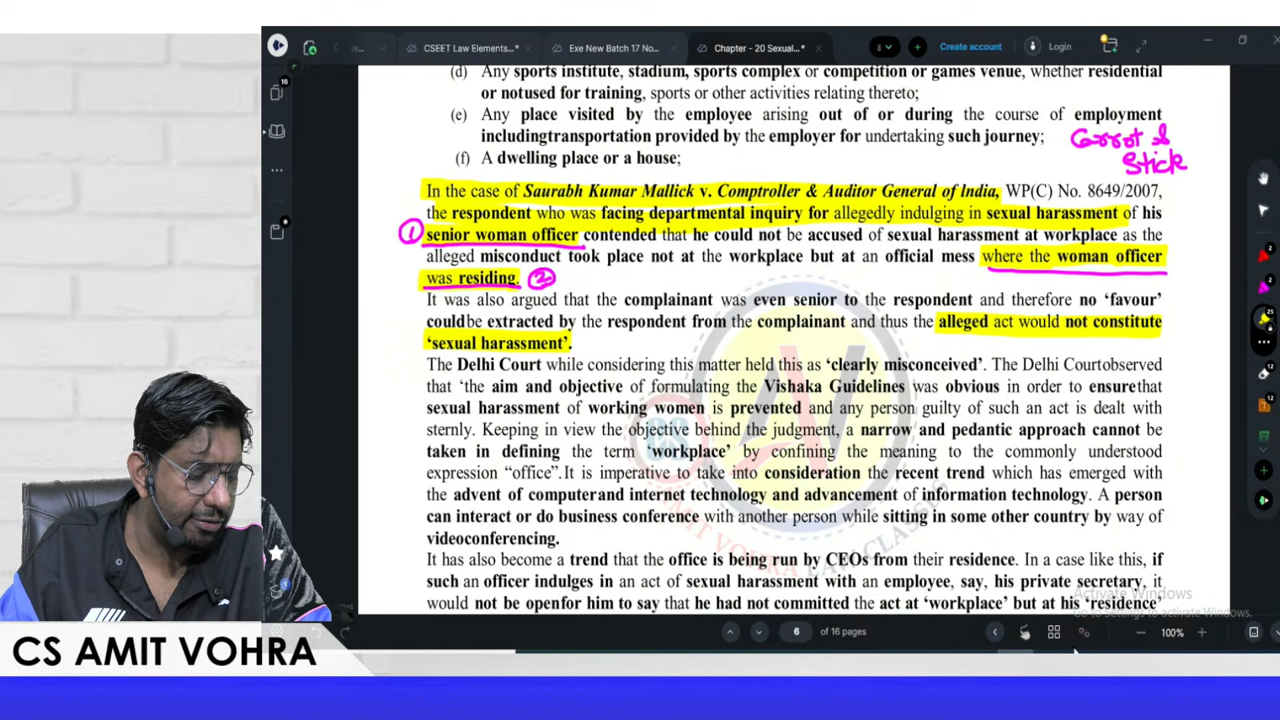 CSEET Law Elements*
Exe New Batch 17 No...
Chapter - 20 Sexual...*
8
Create account
Login
16
(d) Any sports institute, stadium, sports complex or competition or games venue, whether residential
or notused for training, sports or other activities relating thereto;
(e) Any place visited by the employee arising out of or during the course of employment
includingtransportation provided by the employer for undertaking such journey;
(f) A dwelling place or a house;
Carrot &
Stick
In the case of Saurabh Kumar Mallick v. Comptroller & Auditor General of India, WP(C) No. 8649/2007,
the respondent who was facing departmental inquiry for allegedly indulging in sexual harassment of his
① senior woman officer contended that he could not be accused of sexual harassment at workplace as the
alleged misconduct took place not at the workplace but at an official mess where the woman officer
was residing. ②
It was also argued that the complainant was even senior to the respondent and therefore no ‘favour’
couldbe extracted by the respondent from the complainant and thus the alleged act would not constitute
‘sexual harassment’.
The Delhi Court while considering this matter held this as ‘clearly misconceived’. The Delhi Courtobserved
that ‘the aim and objective of formulating the Vishaka Guidelines was obvious in order to ensurethat
sexual harassment of working women is prevented and any person guilty of such an act is dealt with
sternly. Keeping in view the objective behind the judgment, a narrow and pedantic approach cannot be
taken in defining the term ‘workplace’ by confining the meaning to the commonly understood
expression “office”.It is imperative to take into consideration the recent trend which has emerged with
the advent of computerand internet technology and advancement of information technology. A person
can interact or do business conference with another person while sitting in some other country by way of
videoconferencing.
It has also become a trend that the office is being run by CEOs from their residence. In a case like this, if
such an officer indulges in an act of sexual harassment with an employee, say, his private secretary, it
would not be openfor him to say that he had not committed the act at ‘workplace’ but at his ‘residence’
AMIT VOHRA LAW CLASSES
Activate Windows
Go to Settings to activate Windows.
6 of 16 pages
100%
CS AMIT VOHRA